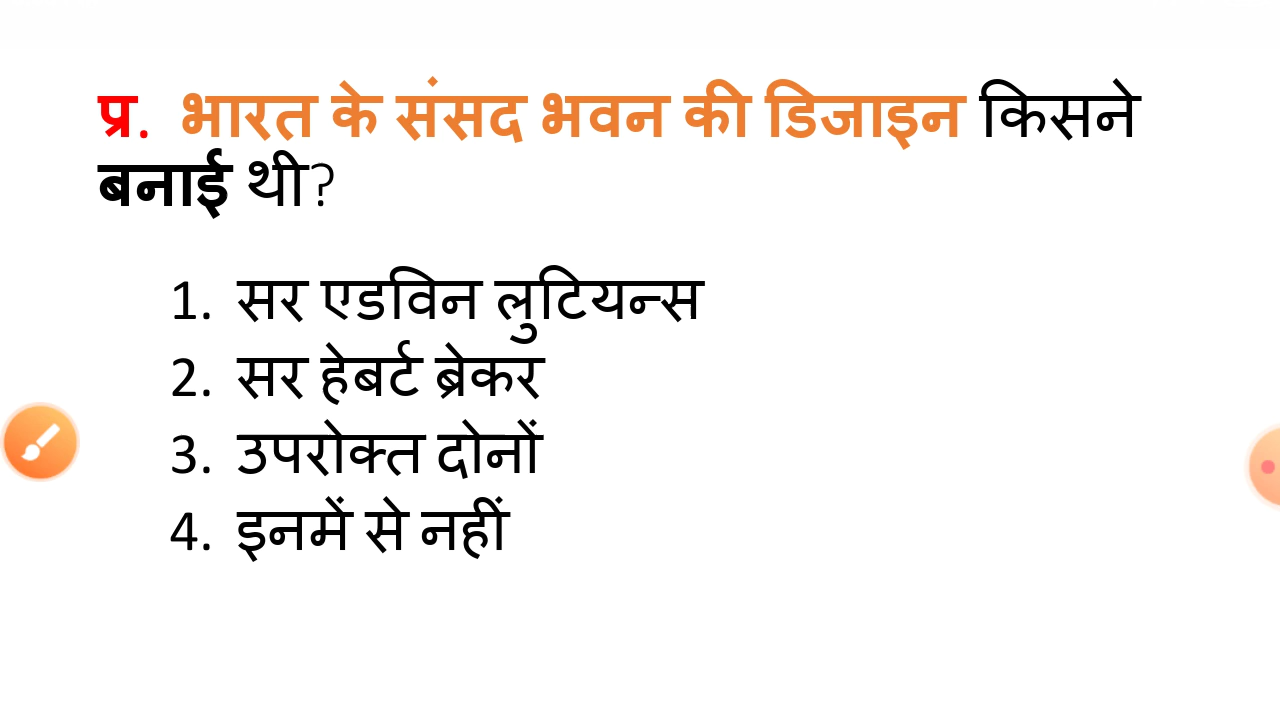 प्र. भारत के संसद भवन की डिजाइन किसने
बनाई थी?
1. सर एडविन लुटियन्स
2. सर हेबर्ट ब्रेकर
3. उपरोक्त दोनों
4. इनमें से नहीं